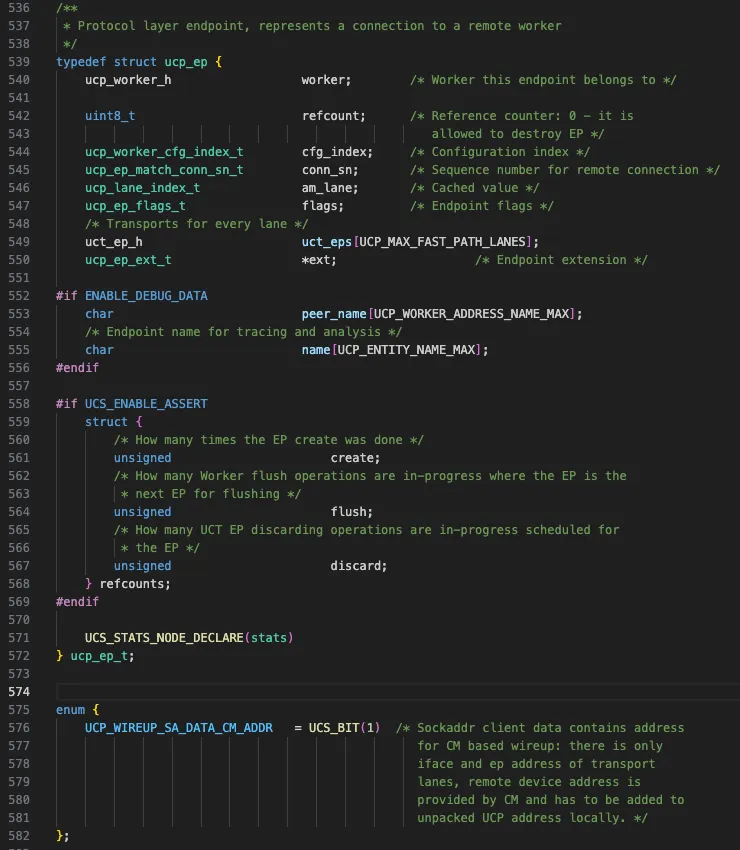 536 /**
537  * Protocol layer endpoint, represents a connection to a remote worker
538  */
539 typedef struct ucp_ep {
540     ucp_worker_h                  worker;        /* Worker this endpoint belongs to */
541
542     uint8_t                       refcount;      /* Reference counter: 0 - it is
543                                                     allowed to destroy EP */
544     ucp_worker_cfg_index_t        cfg_index;     /* Configuration index */
545     ucp_ep_match_conn_sn_t        conn_sn;       /* Sequence number for remote connection */
546     ucp_lane_index_t              am_lane;       /* Cached value */
547     ucp_ep_flags_t                flags;         /* Endpoint flags */
548     /* Transports for every lane */
549     uct_ep_h                      uct_eps[UCP_MAX_FAST_PATH_LANES];
550     ucp_ep_ext_t                  *ext;                   /* Endpoint extension */
551
552 #if ENABLE_DEBUG_DATA
553     char                          peer_name[UCP_WORKER_ADDRESS_NAME_MAX];
554     /* Endpoint name for tracing and analysis */
555     char                          name[UCP_ENTITY_NAME_MAX];
556 #endif
557
558 #if UCS_ENABLE_ASSERT
559     struct {
560         /* How many times the EP create was done */
561         unsigned                      create;
562         /* How many Worker flush operations are in-progress where the EP is the
563          * next EP for flushing */
564         unsigned                      flush;
565         /* How many UCT EP discarding operations are in-progress scheduled for
566          * the EP */
567         unsigned                      discard;
568     } refcounts;
569 #endif
570
571     UCS_STATS_NODE_DECLARE(stats)
572 } ucp_ep_t;
573
574
575 enum {
576     UCP_WIREUP_SA_DATA_CM_ADDR   = UCS_BIT(1)  /* Sockaddr client data contains address
577                                                   for CM based wireup: there is only
578                                                   iface and ep address of transport
579                                                   lanes, remote device address is
580                                                   provided by CM and has to be added to
581                                                   unpacked UCP address locally. */
582 };